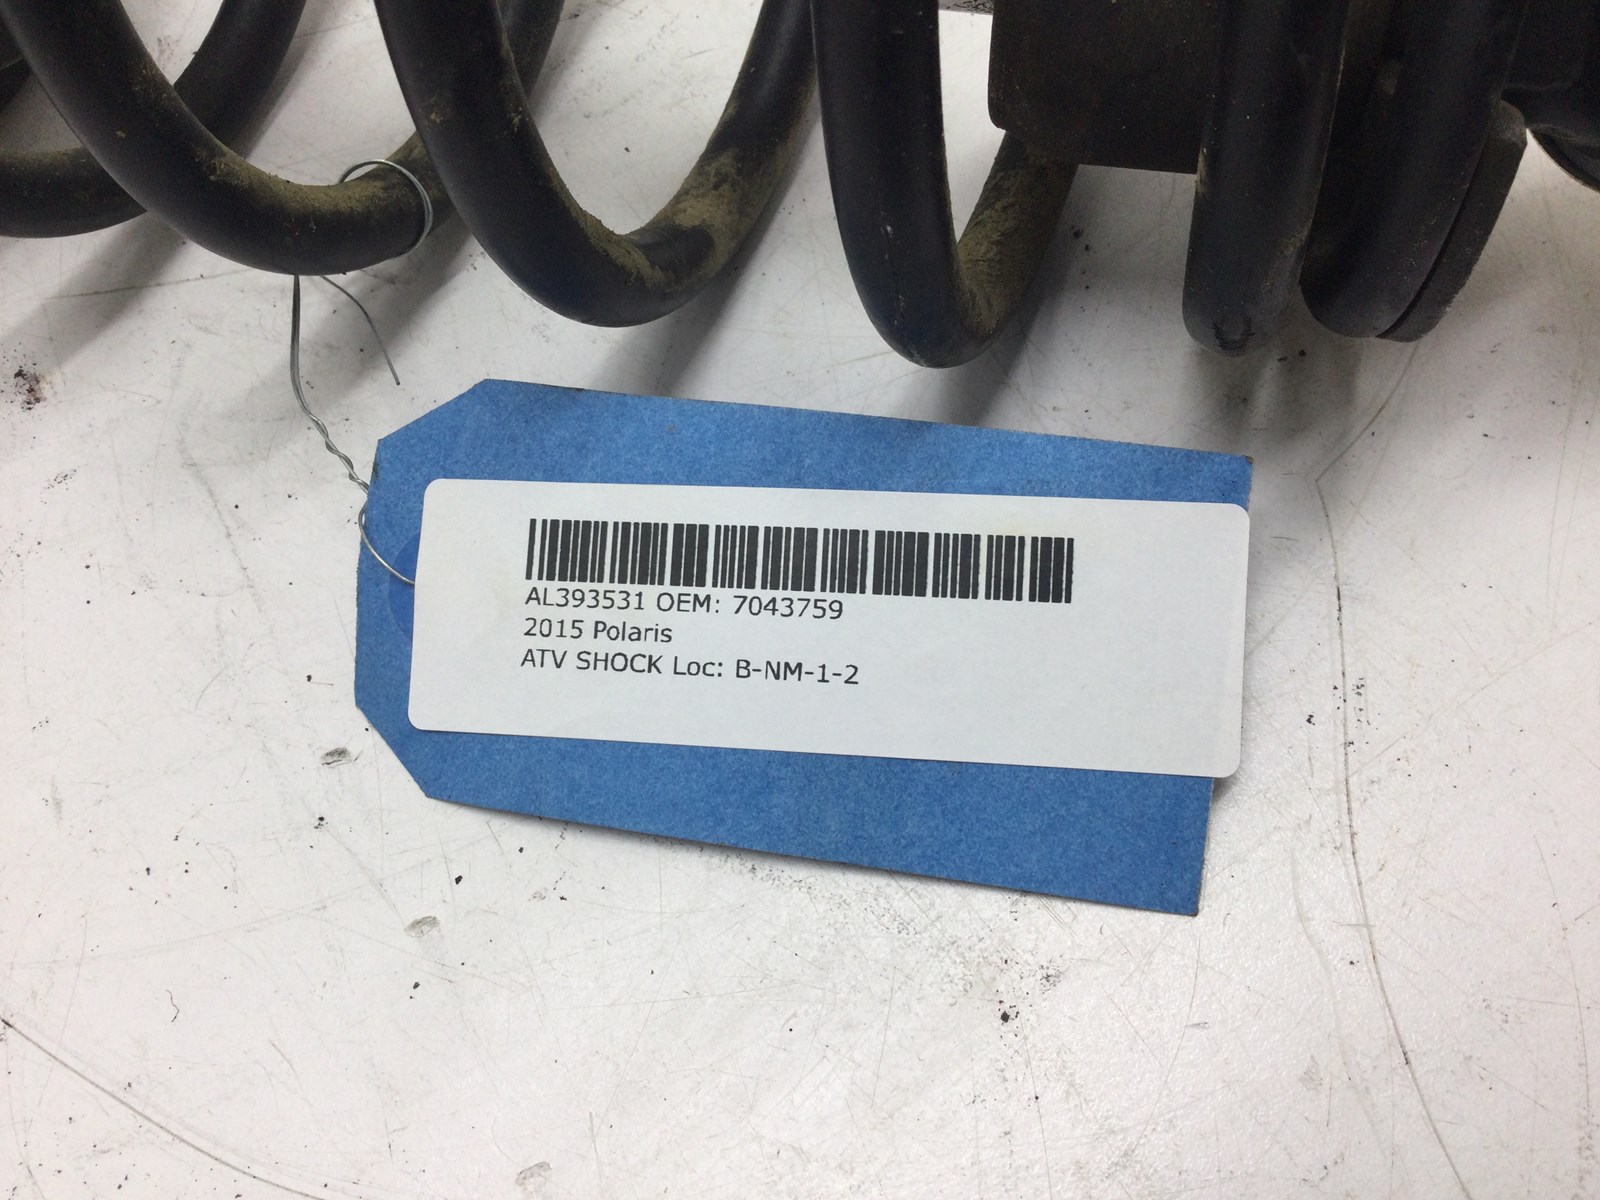 AL393531 OEM: 7043759
2015 Polaris
ATV SHOCK Loc: B-NM-1-2